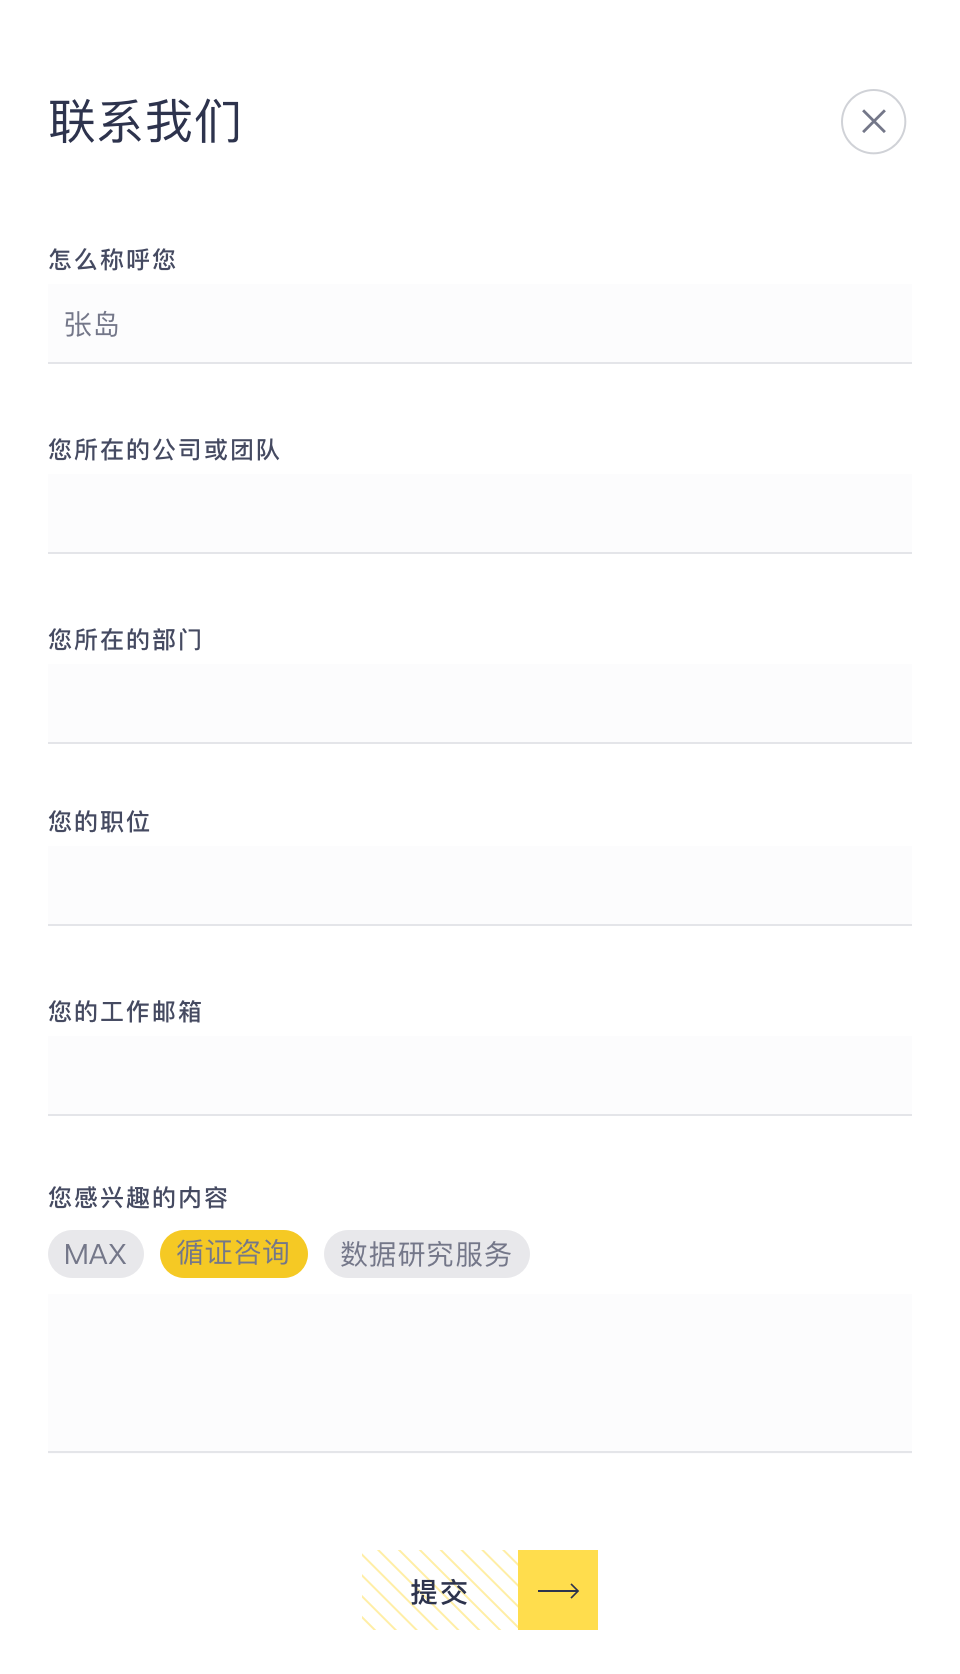 联系我们
怎么称呼您
张岛
您所在的公司或团队
您所在的部门
您的职位
您的工作邮箱
您感兴趣的内容
MAX 循证咨询 数据研究服务
提交